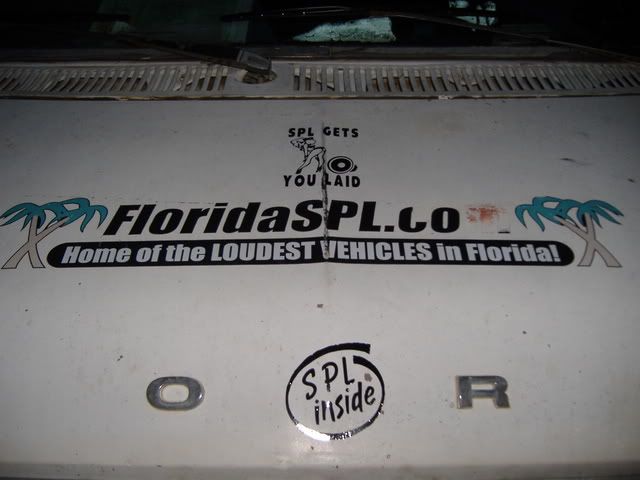 SPL GETS
YOU LAID
FloridaSPL.co
Home of the LOUDEST VEHICLES in Florida!
SPL
inside
O R